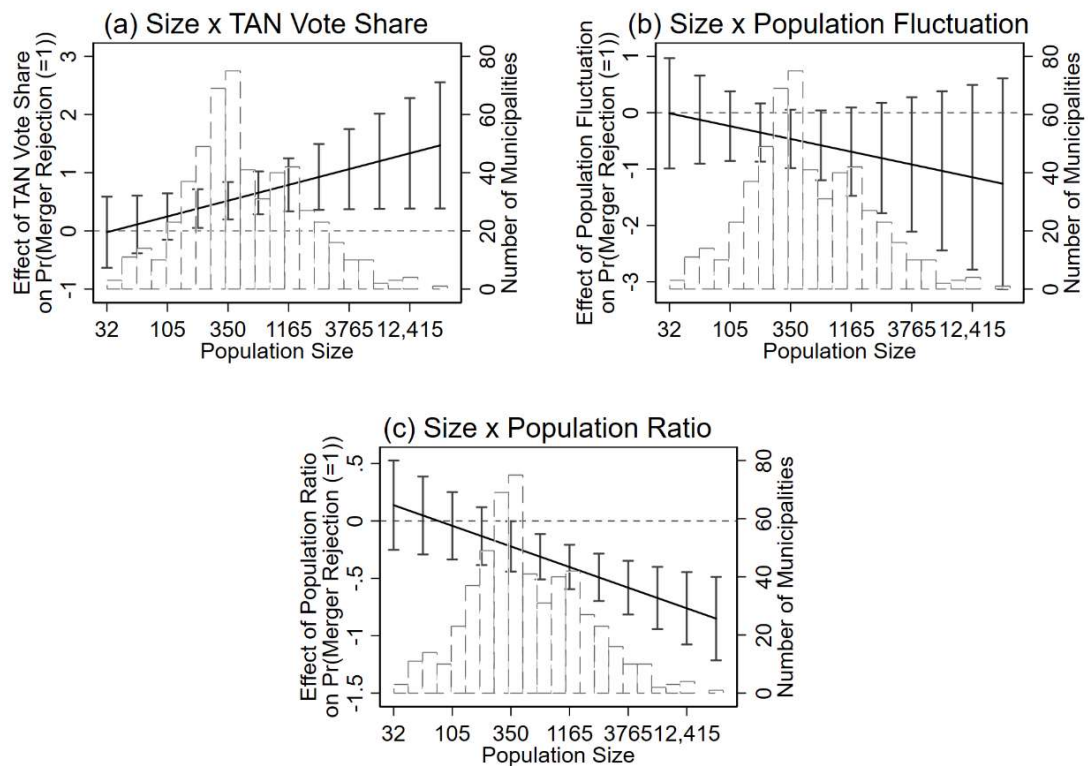 (a) Size x TAN Vote Share
Effect of TAN Vote Share
on Pr(Merger Rejection (=1))
3
2
1
0
-1
80
60
40
20
0
Number of Municipalities
32 105 350 1165 3765 12,415
Population Size
(b) Size x Population Fluctuation
Effect of Population Fluctuation
on Pr(Merger Rejection (=1))
1
0
-1
-2
-3
80
60
40
20
0
Number of Municipalities
32 105 350 1165 3765 12,415
Population Size
(c) Size x Population Ratio
Effect of Population Ratio
on Pr(Merger Rejection (=1))
.5
0
-.5
-1
-1.5
80
60
40
20
0
Number of Municipalities
32 105 350 1165 3765 12,415
Population Size